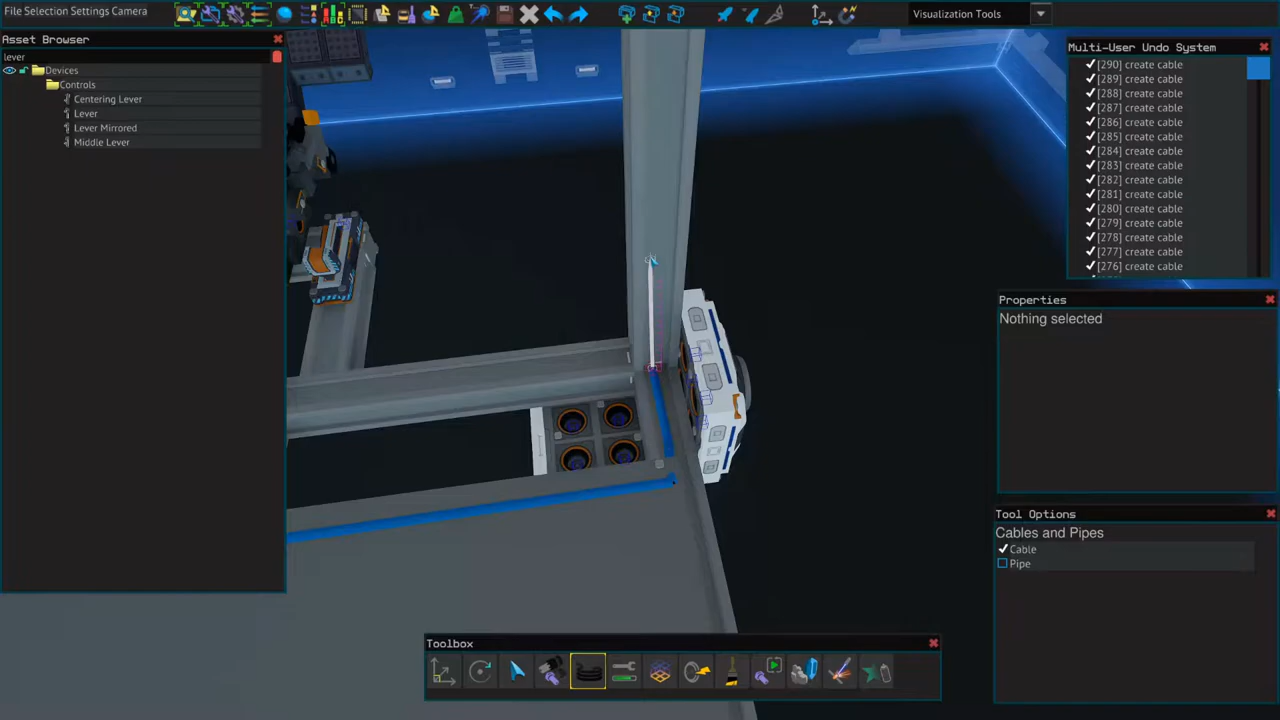 File Selection Settings Camera
Visualization Tools
Asset Browser
lever
Devices
Controls
Centering Lever
Lever
Lever Mirrored
Middle Lever
Multi-User Undo System
[290] create cable
[289] create cable
[288] create cable
[287] create cable
[286] create cable
[285] create cable
[284] create cable
[283] create cable
[282] create cable
[281] create cable
[280] create cable
[279] create cable
[278] create cable
[277] create cable
[276] create cable
Properties
Nothing selected
Tool Options
Cables and Pipes
Cable
Pipe
Toolbox